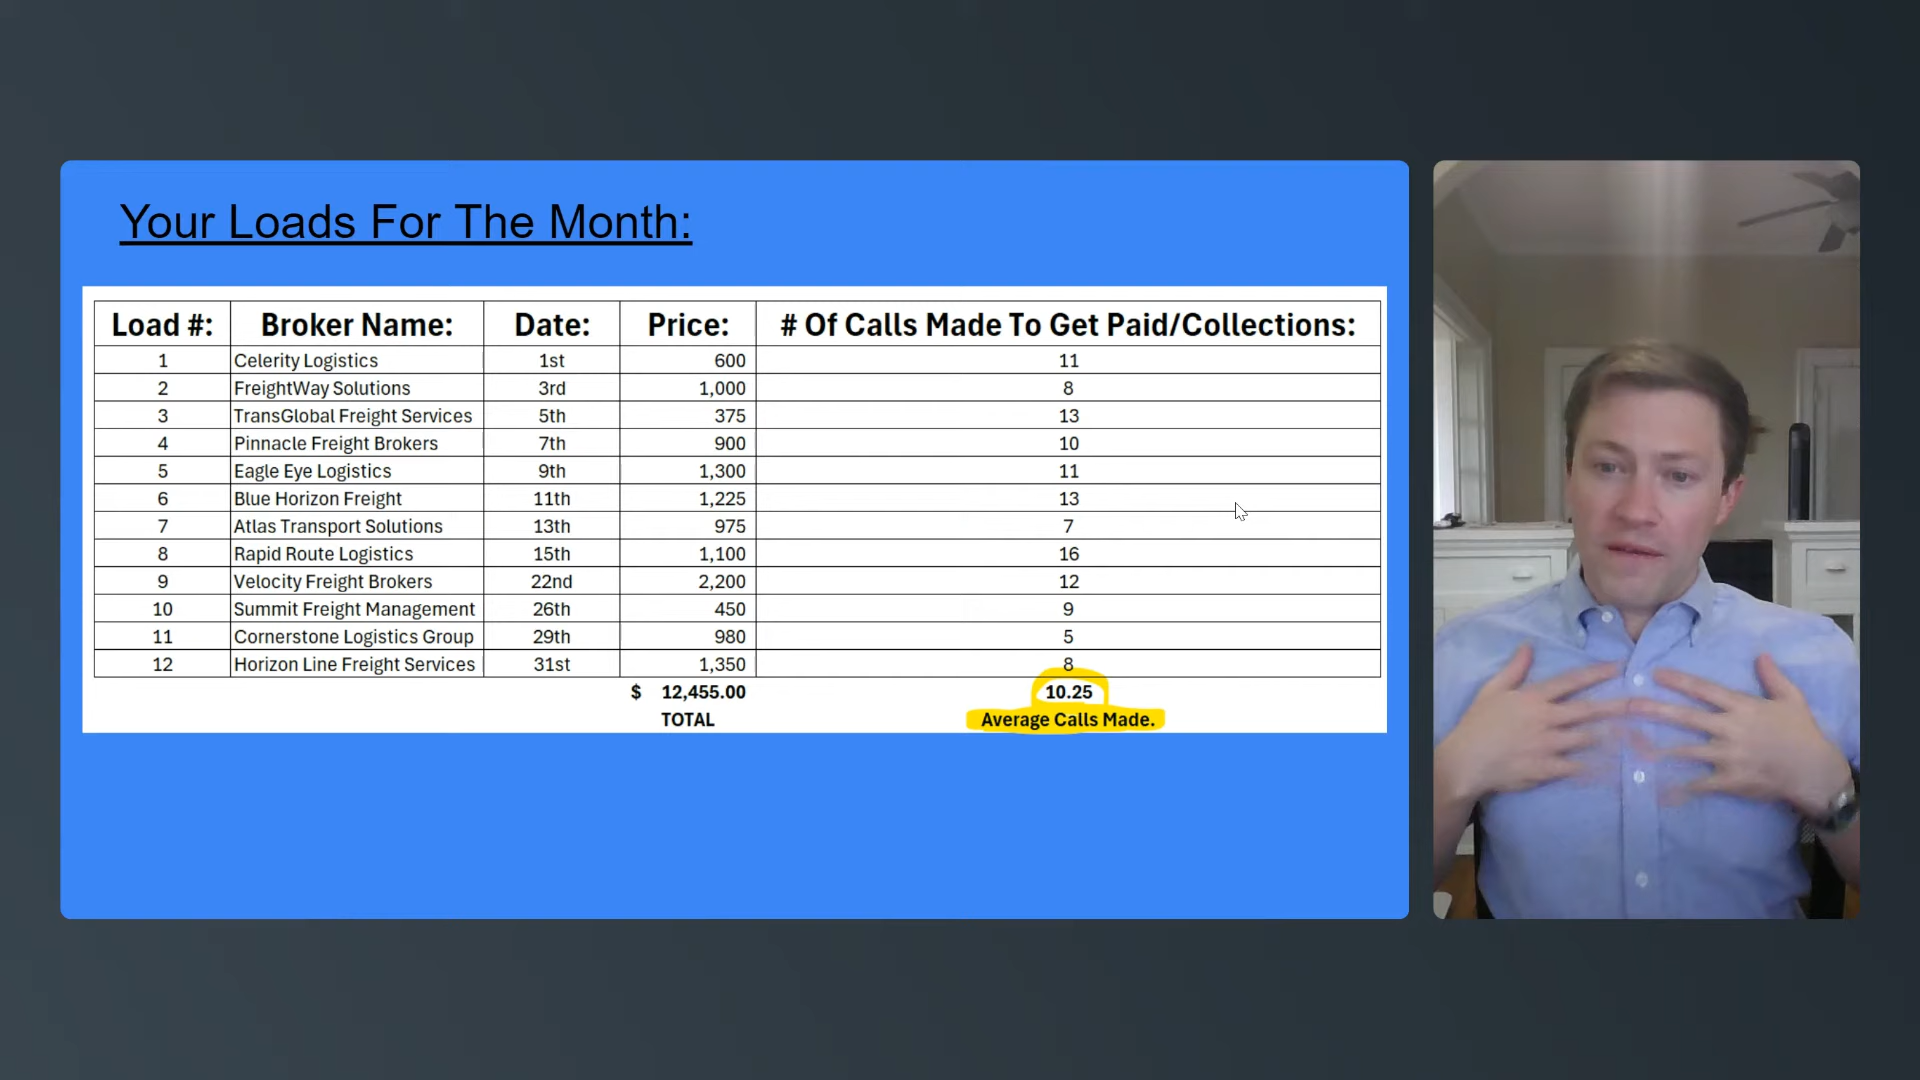 Your Loads For The Month:
Load #: Broker Name: Date: Price: # Of Calls Made To Get Paid/Collections:
1 Celerity Logistics 1st 600 11
2 FreightWay Solutions 3rd 1,000 8
3 TransGlobal Freight Services 5th 375 13
4 Pinnacle Freight Brokers 7th 900 10
5 Eagle Eye Logistics 9th 1,300 11
6 Blue Horizon Freight 11th 1,225 13
7 Atlas Transport Solutions 13th 975 7
8 Rapid Route Logistics 15th 1,100 16
9 Velocity Freight Brokers 22nd 2,200 12
10 Summit Freight Management 26th 450 9
11 Cornerstone Logistics Group 29th 980 5
12 Horizon Line Freight Services 31st 1,350 8
$ 12,455.00 10.25
TOTAL Average Calls Made.